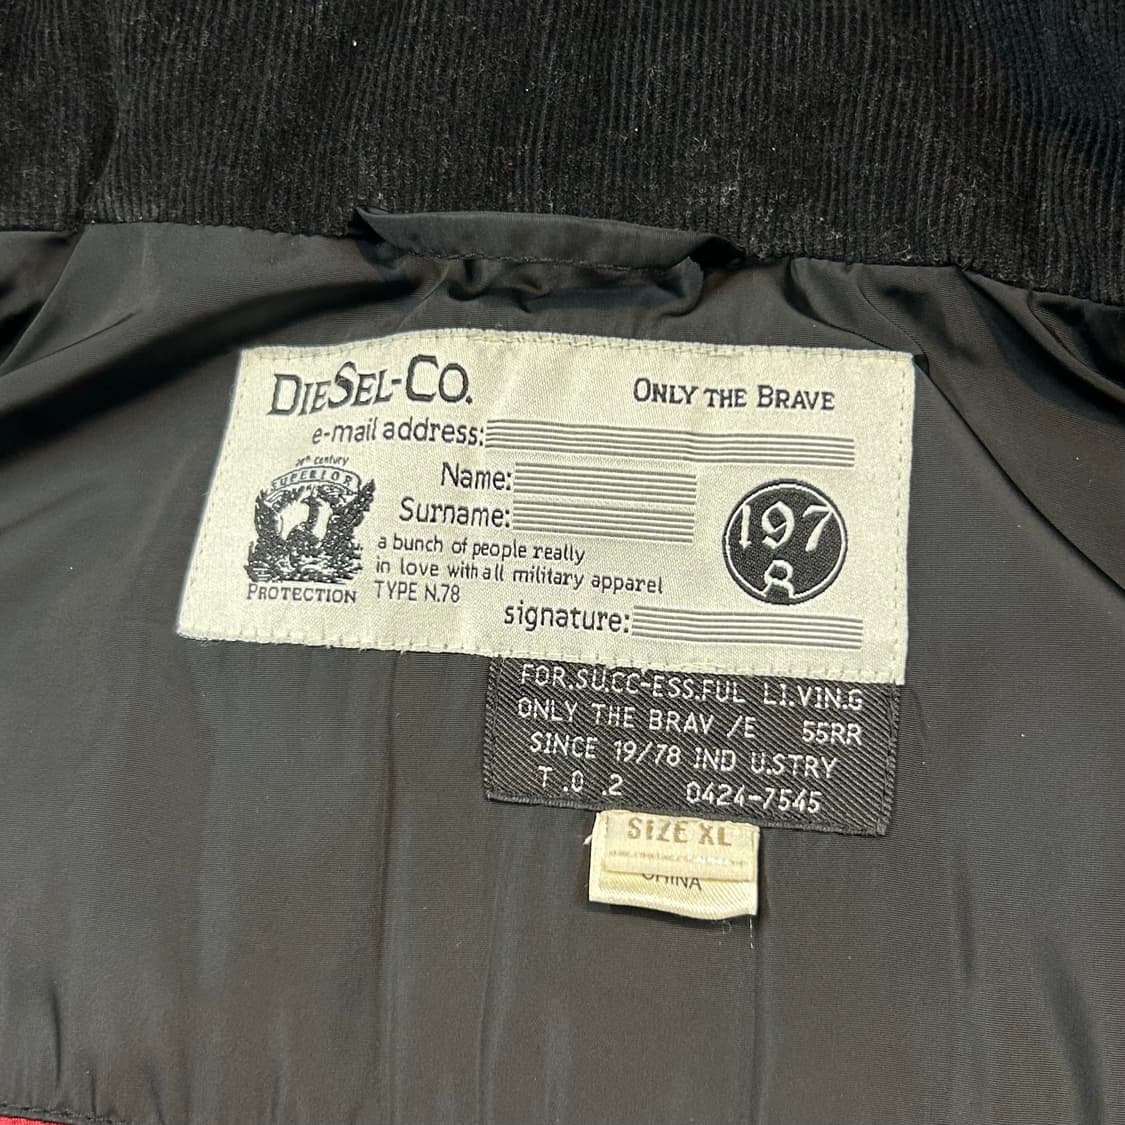 DIESEL-CO.
ONLY THE BRAVE
e-mail address:
20th century
SUPERIOR
PROTECTION
Name:
Surname:
a bunch of people really
in love with all military apparel
TYPE N.78
197
8
signature:
FOR.SU.CC-ESS.FUL LI.VIN.G
ONLY THE BRAV /E 55RR
SINCE 19/78 IND U.STRY
T .0 .2 0424-7545
SIZE XL
CHINA